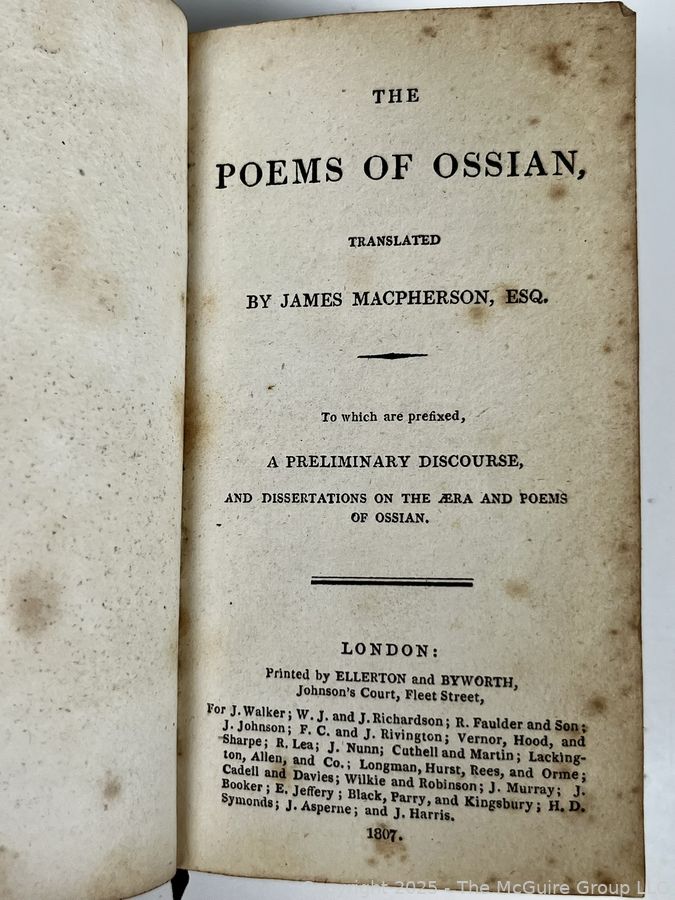 THE
POEMS OF OSSIAN,
TRANSLATED
BY JAMES MACPHERSON, ESQ.
To which are prefixed,
A PRELIMINARY DISCOURSE,
AND DISSERTATIONS ON THE ÆRA AND POEMS
OF OSSIAN.
LONDON:
Printed by ELLERTON and BYWORTH,
Johnson's Court, Fleet Street,
For J. Walker; W. J. and J. Richardson; R. Faulder and Son;
J. Johnson; F. C. and J. Rivington; Vernor, Hood, and
Sharpe; R. Lea; J. Nunn; Cuthell and Martin; Lacking-
ton, Allen, and Co.; Longman, Hurst, Rees, and Orme;
Cadell and Davies; Wilkie and Robinson; J. Murray; J.
Booker; E. Jeffery; Black, Parry, and Kingsbury; H. D.
Symonds; J. Asperne; and J. Harris.
1807.
Copyright 2025 - The McGuire Group LLC